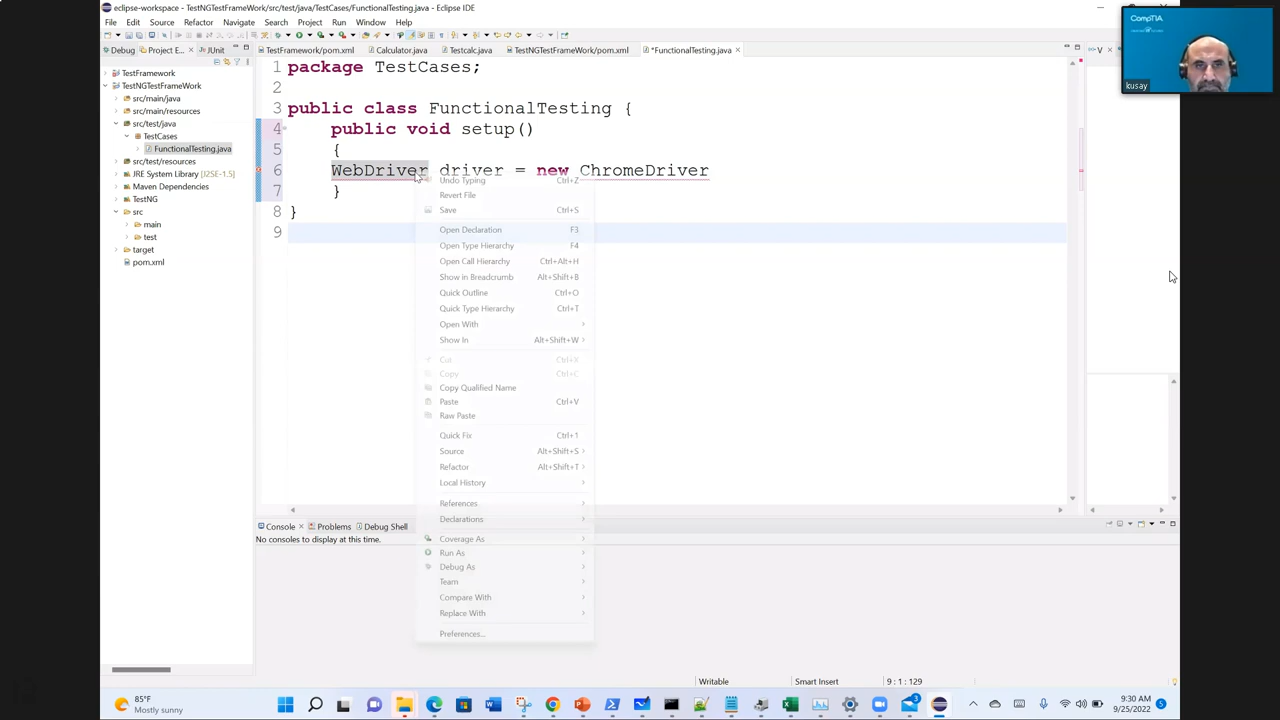 eclipse-workspace - TestNGTestFrameWork/src/test/java/TestCases/FunctionalTesting.java - Eclipse IDE
File Edit Source Refactor Navigate Search Project Run Window Help
Debug Project E... JUnit
TestFramework/pom.xml Calculator.java Testcalc.java TestNGTestFrameWork/pom.xml *FunctionalTesting.java
TestFramework
TestNGTestFrameWork
src/main/java
src/main/resources
src/test/java
TestCases
FunctionalTesting.java
src/test/resources
JRE System Library [J2SE-1.5]
Maven Dependencies
TestNG
src
main
test
target
pom.xml
1 package TestCases;
2
3 public class FunctionalTesting {
4 public void setup()
5 {
6 WebDriver driver = new ChromeDriver
7 }
8 }
9
Undo Typing Ctrl+Z
Revert File
Save Ctrl+S
Open Declaration F3
Open Type Hierarchy F4
Open Call Hierarchy Ctrl+Alt+H
Show in Breadcrumb Alt+Shift+B
Quick Outline Ctrl+O
Quick Type Hierarchy Ctrl+T
Open With
Show In Alt+Shift+W
Cut Ctrl+X
Copy Ctrl+C
Copy Qualified Name
Paste Ctrl+V
Raw Paste
Quick Fix Ctrl+1
Source Alt+Shift+S
Refactor Alt+Shift+T
Local History
References
Declarations
Coverage As
Run As
Debug As
Team
Compare With
Replace With
Preferences...
Console Problems Debug Shell
No consoles to display at this time.
Writable Smart Insert 9 : 1 : 129
CompTIA
kusay
85°F
Mostly sunny
9:30 AM
9/25/2022